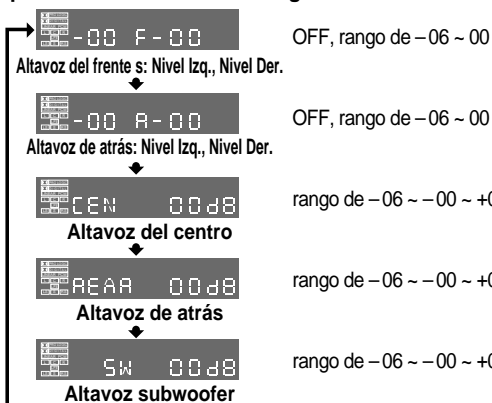 -00 F-00
OFF, rango de –06 ~ 00
Altavoz del frente s: Nivel Izq., Nivel Der.
-00 A-00
OFF, rango de –06 ~ 00
Altavoz de atrás: Nivel Izq., Nivel Der.
CEN 00dB
rango de –06 ~ –00 ~ +0
Altavoz del centro
REAR 00dB
rango de –06 ~ –00 ~ +0
Altavoz de atrás
SW 00dB
rango de –06 ~ –00 ~ +0
Altavoz subwoofer